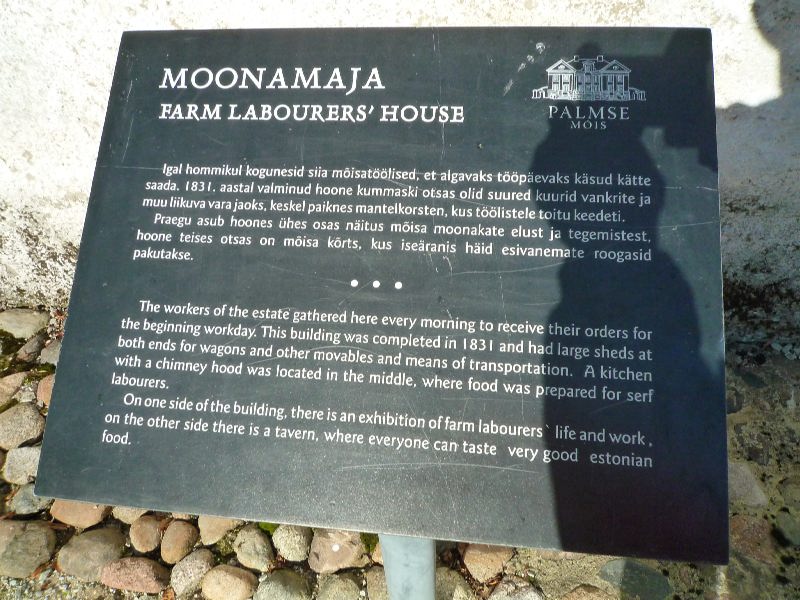 MOONAMAJA
FARM LABOURERS' HOUSE
PALMSE
MÕIS
Igal hommikul kogunesid siia mõisatöölised, et algavaks tööpäevaks käsud kätte
saada. 1831. aastal valminud hoone kummaski otsas olid suured kuurid vankrite ja
muu liikuva vara jaoks, keskel paiknes mantelkorsten, kus töölistele toitu keedeti.
Praegu asub hoones ühes osas näitus mõisa moonakate elust ja tegemistest,
hoone teises otsas on mõisa kõrts, kus iseäranis häid esivanemate roogasid
pakutakse.
• • •
The workers of the estate gathered here every morning to receive their orders for
the beginning workday. This building was completed in 1831 and had large sheds at
both ends for wagons and other movables and means of transportation. A kitchen
with a chimney hood was located in the middle, where food was prepared for serf
labourers.
On one side of the building, there is an exhibition of farm labourers` life and work,
on the other side there is a tavern, where everyone can taste very good estonian
food.